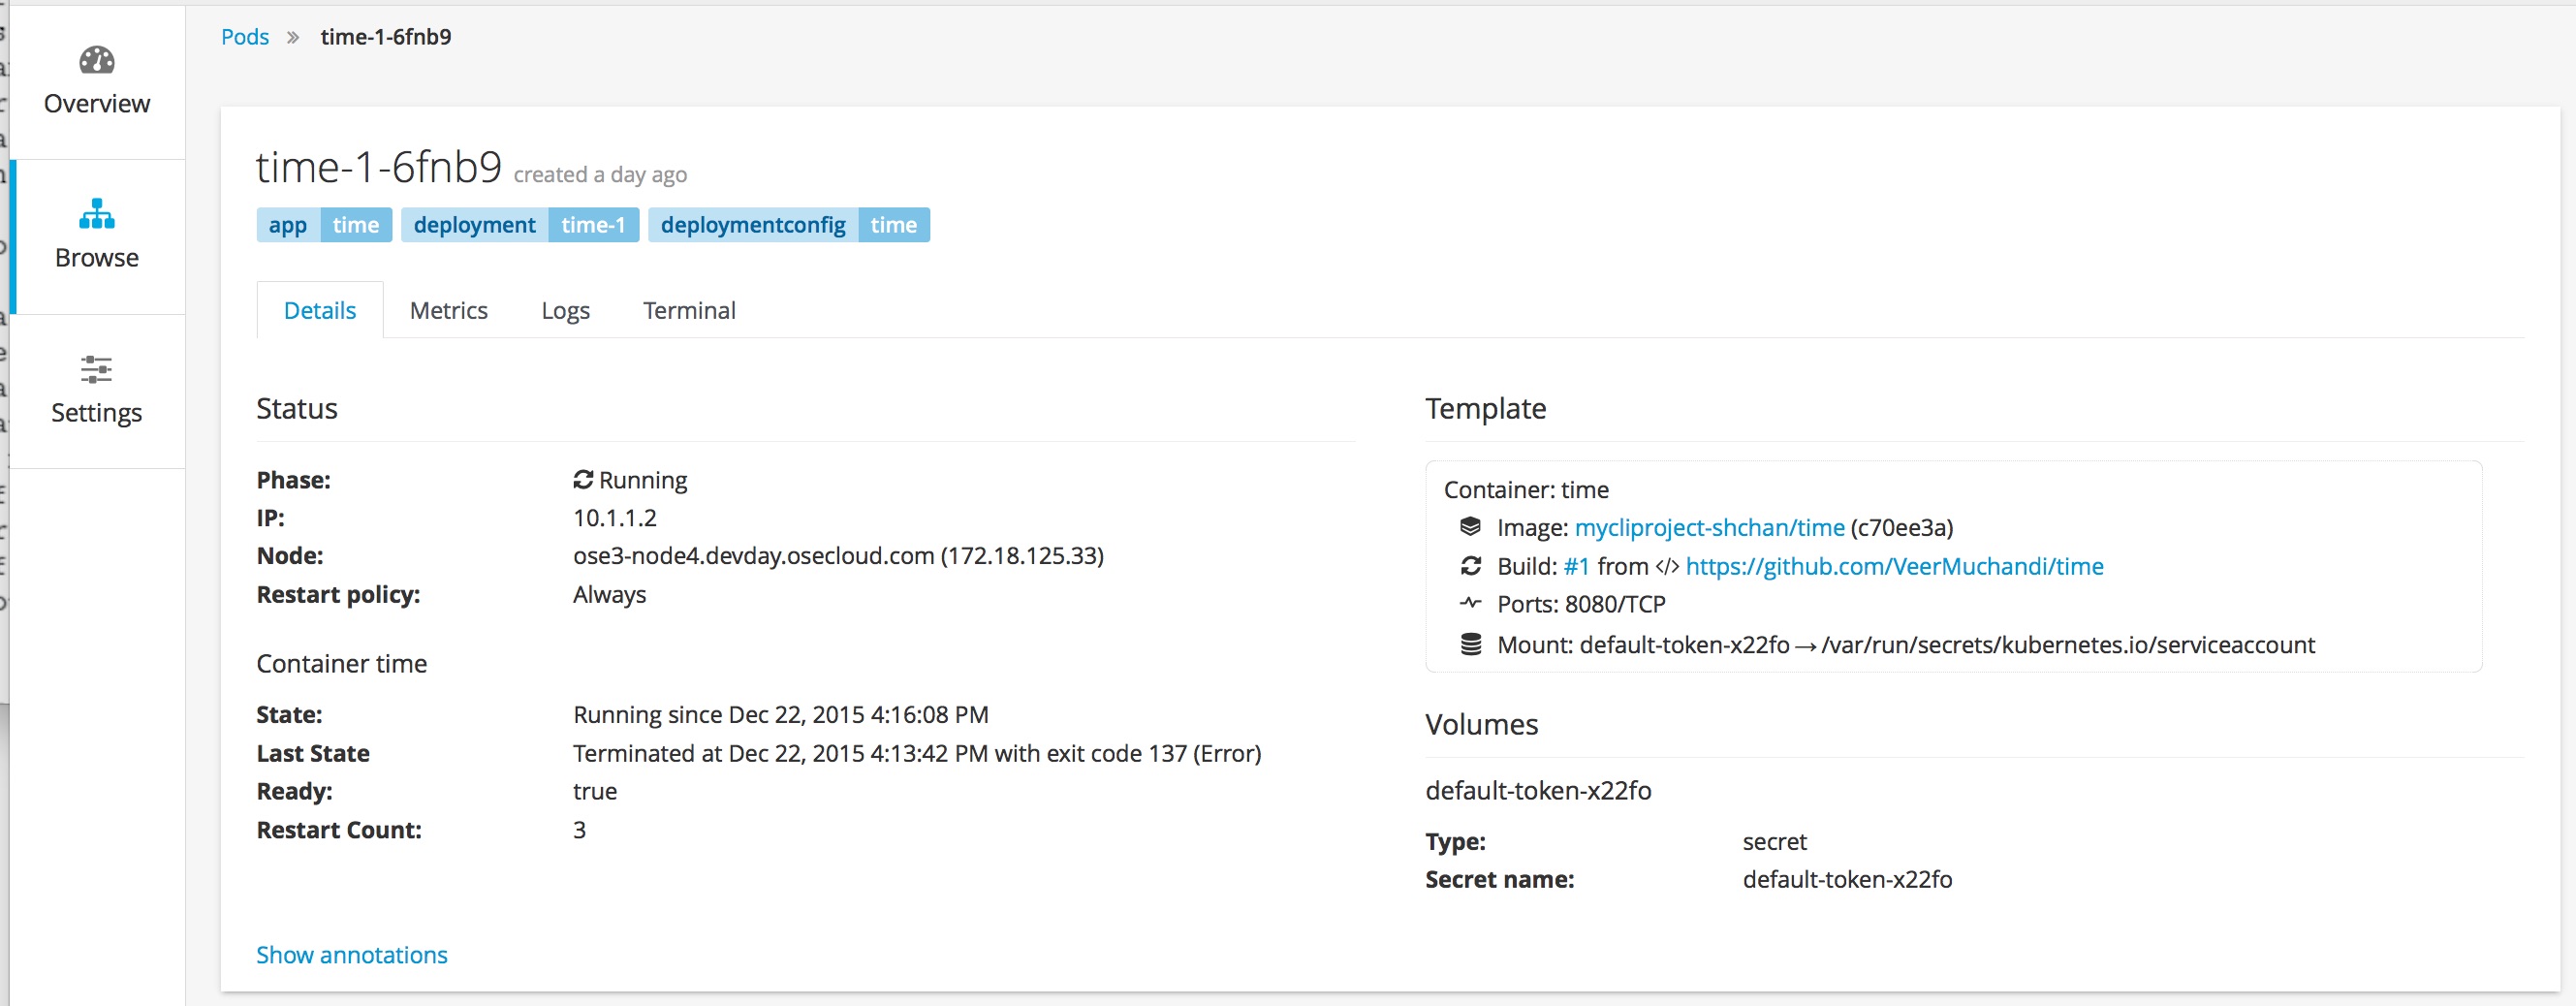 Pods » time-1-6fnb9
Overview
Browse
Settings
time-1-6fnb9 created a day ago
app time deployment time-1 deploymentconfig time
Details Metrics Logs Terminal
Status
Phase: Running
IP: 10.1.1.2
Node: ose3-node4.devday.osecloud.com (172.18.125.33)
Restart policy: Always
Container time
State: Running since Dec 22, 2015 4:16:08 PM
Last State Terminated at Dec 22, 2015 4:13:42 PM with exit code 137 (Error)
Ready: true
Restart Count: 3
Show annotations
Template
Container: time
Image: mycliproject-shchan/time (c70ee3a)
Build: #1 from </> https://github.com/VeerMuchandi/time
Ports: 8080/TCP
Mount: default-token-x22fo → /var/run/secrets/kubernetes.io/serviceaccount
Volumes
default-token-x22fo
Type: secret
Secret name: default-token-x22fo